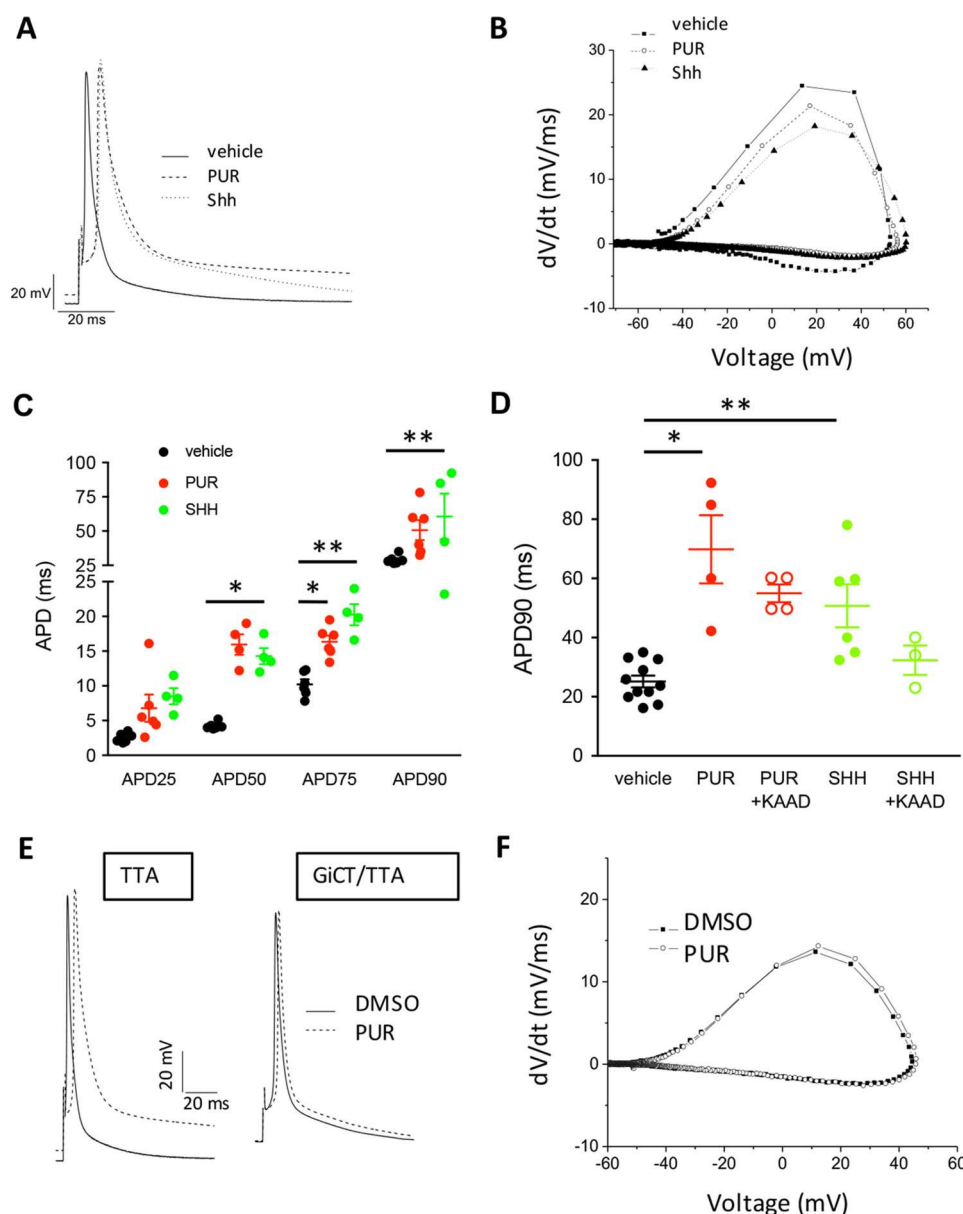 A
vehicle
PUR
Shh
20 mV
20 ms
B
vehicle
PUR
Shh
30
20
10
0
-10
dV/dt (mV/ms)
-60 -40 -20 0 20 40 60
Voltage (mV)
C
vehicle
PUR
SHH
**
**
*
*
100
75
50
25
25
20
15
10
5
0
APD (ms)
APD25 APD50 APD75 APD90
D
**
*
100
80
60
40
20
0
APD90 (ms)
vehicle PUR PUR SHH SHH
+KAAD +KAAD
E
TTA
GiCT/TTA
DMSO
PUR
20 mV
20 ms
F
DMSO
PUR
20
10
0
-10
dV/dt (mV/ms)
-60 -40 -20 0 20 40 60
Voltage (mV)